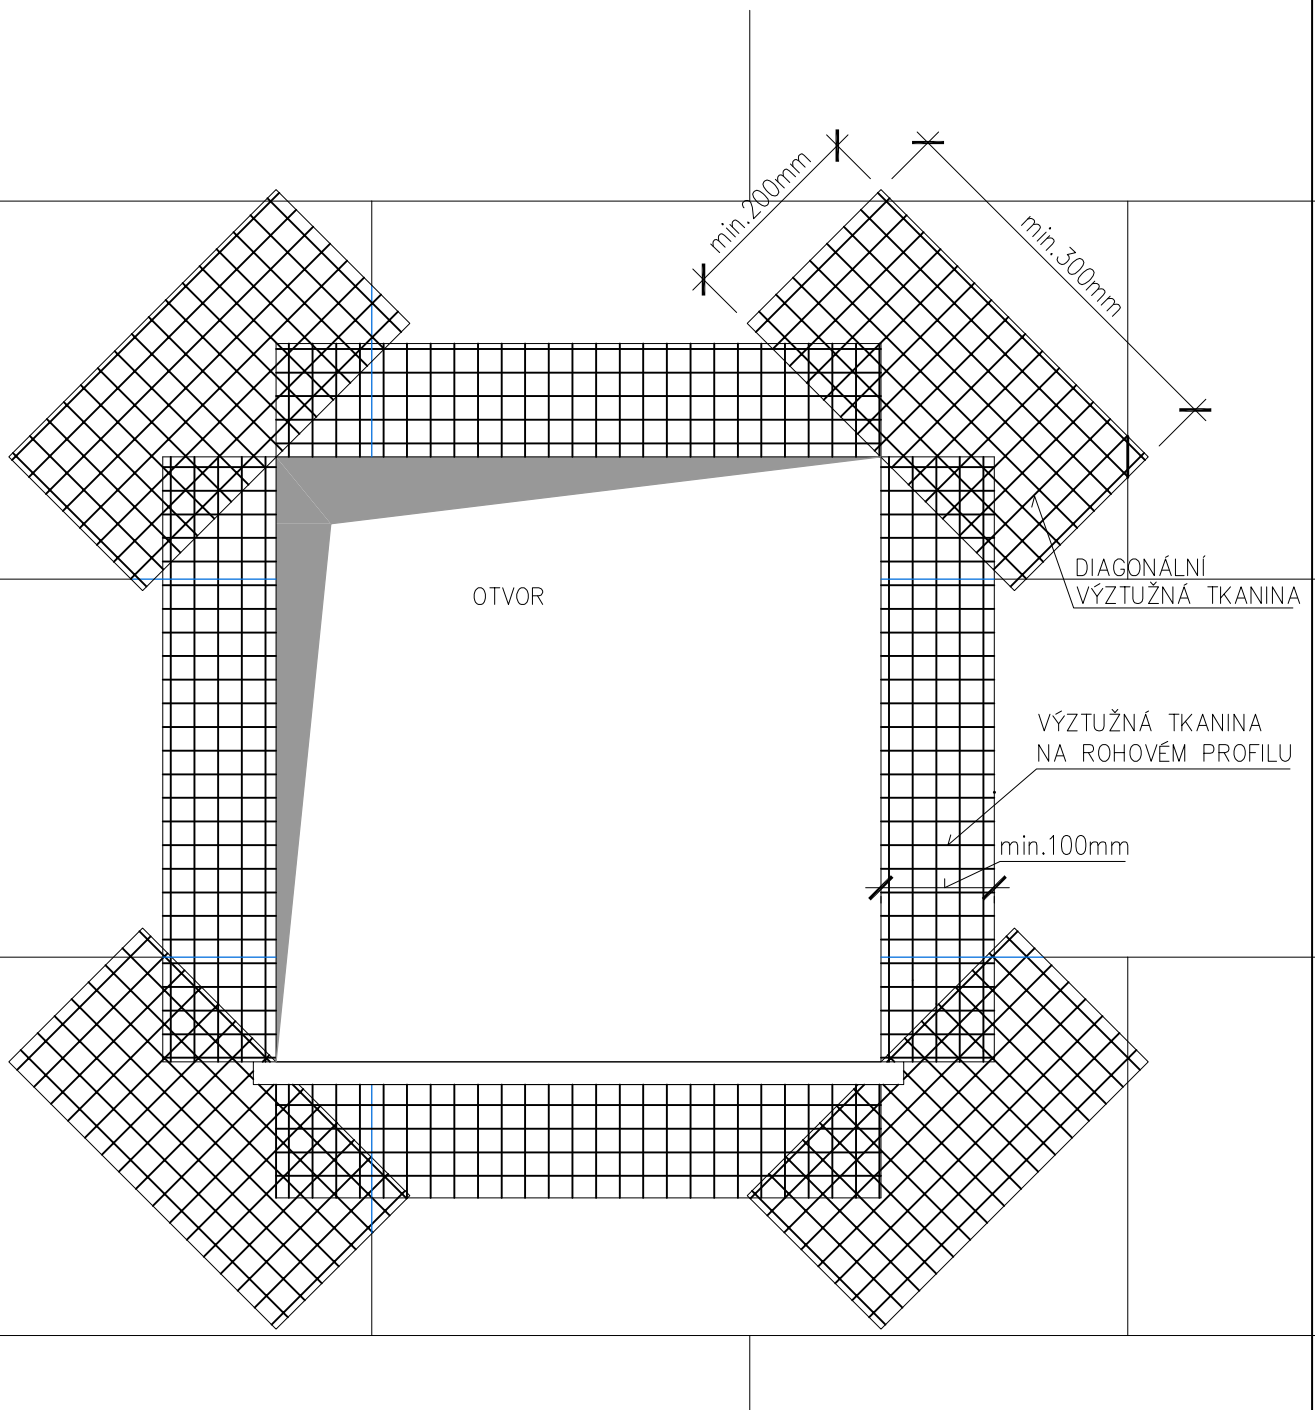 min.200mm
min.300mm
DIAGONÁLNÍ
VÝZTUŽNÁ TKANINA
OTVOR
VÝZTUŽNÁ TKANINA
NA ROHOVÉM PROFILU
min.100mm